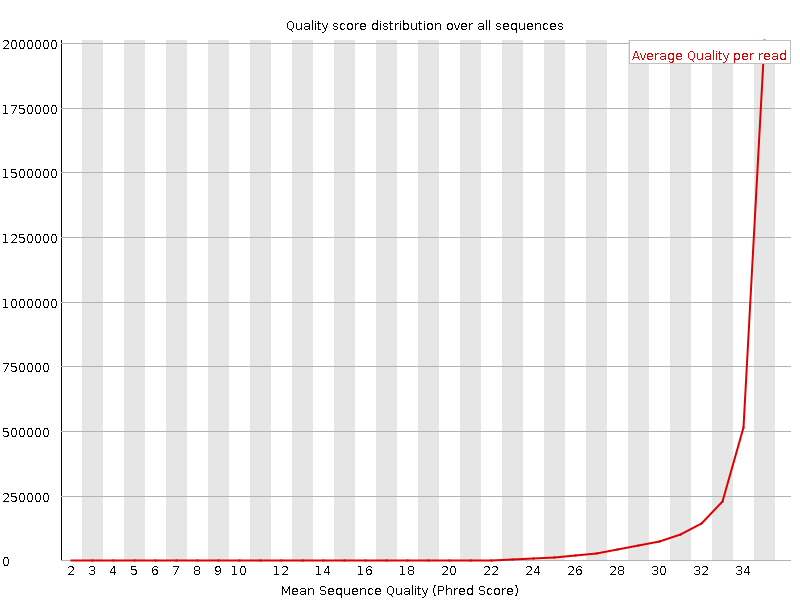 Quality score distribution over all sequences
Average Quality per read
2000000
1750000
1500000
1250000
1000000
750000
500000
250000
0
2 3 4 5 6 7 8 9 10 12 14 16 18 20 22 24 26 28 30 32 34
Mean Sequence Quality (Phred Score)